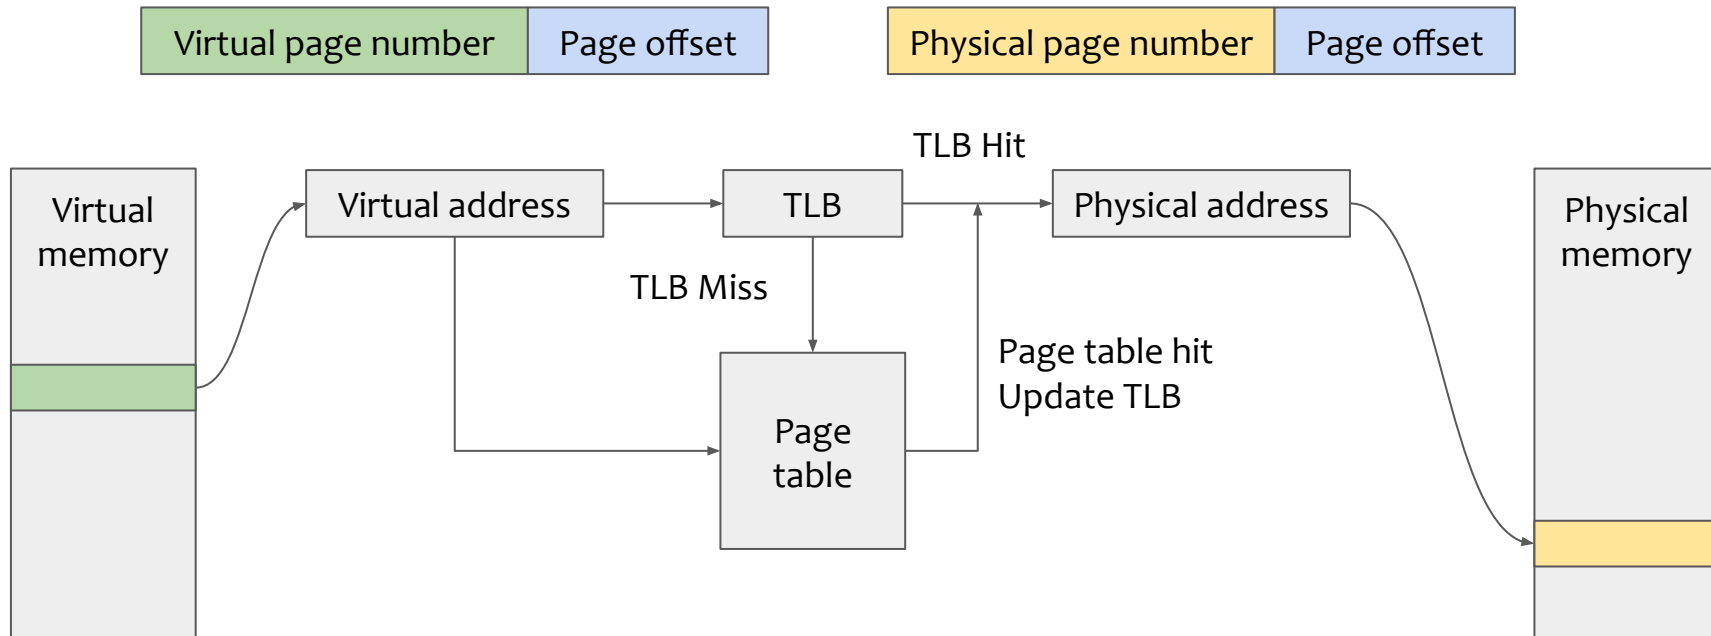 Virtual page number
Page offset
Physical page number
Page offset
TLB Hit
Virtual
memory
Virtual address
TLB
Physical address
Physical
memory
TLB Miss
Page table hit
Update TLB
Page
table